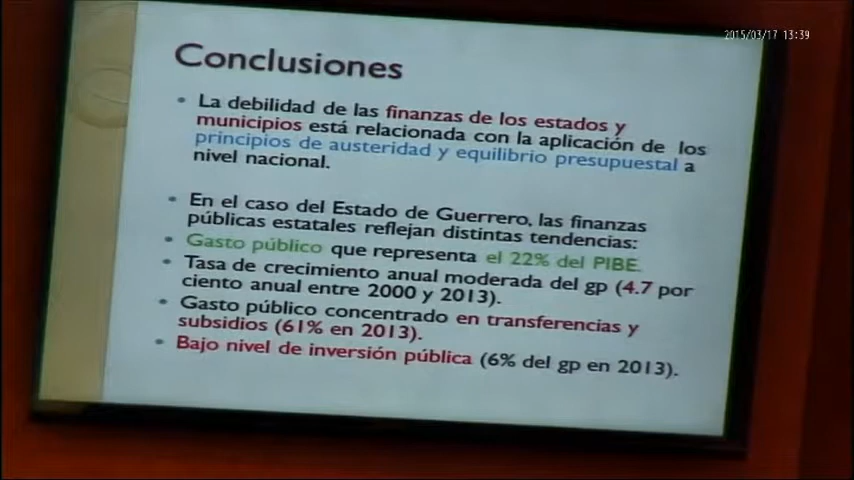 2015/03/17 13:39
Conclusiones
• La debilidad de las finanzas de los estados y
municipios está relacionada con la aplicación de los
principios de austeridad y equilibrio presupuestal a
nivel nacional.
• En el caso del Estado de Guerrero, las finanzas
públicas estatales reflejan distintas tendencias:
• Gasto público que representa el 22% del PIBE.
• Tasa de crecimiento anual moderada del gp (4.7 por
ciento anual entre 2000 y 2013).
• Gasto público concentrado en transferencias y
subsidios (61% en 2013).
• Bajo nivel de inversión pública (6% del gp en 2013).